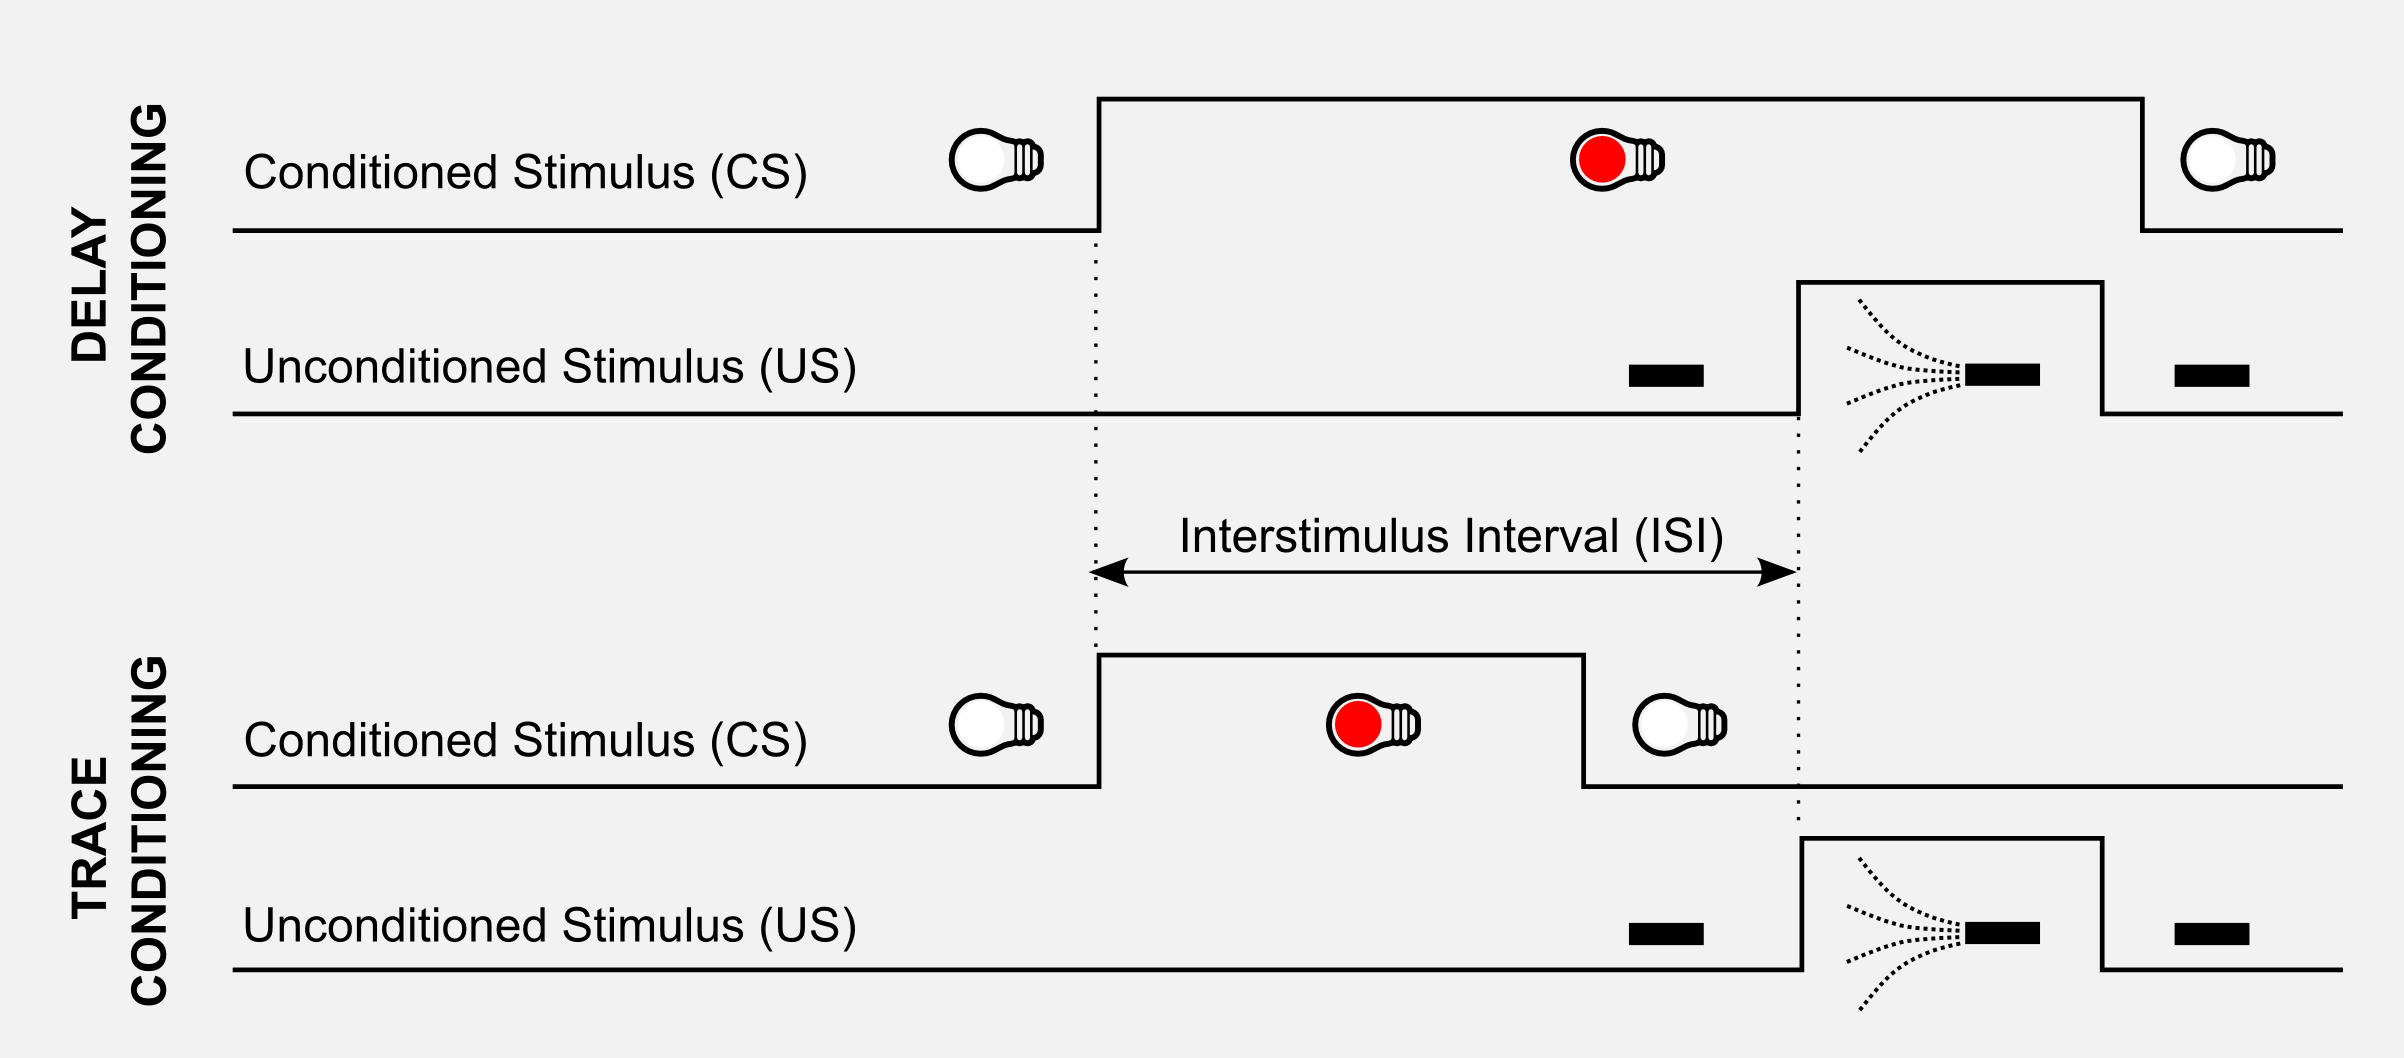 DELAY
CONDITIONING
Conditioned Stimulus (CS)
Unconditioned Stimulus (US)
Interstimulus Interval (ISI)
TRACE
CONDITIONING
Conditioned Stimulus (CS)
Unconditioned Stimulus (US)